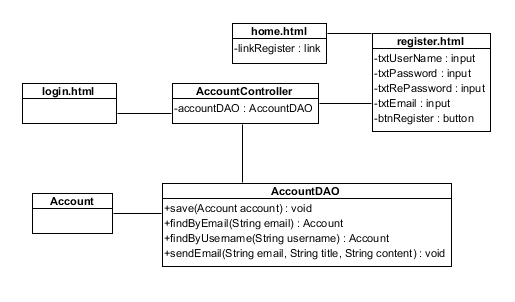 home.html
-linkRegister : link
register.html
-txtUserName : input
-txtPassword : input
-txtRePassword : input
-txtEmail : input
-btnRegister : button
login.html
AccountController
-accountDAO : AccountDAO
Account
AccountDAO
+save(Account account) : void
+findByEmail(String email) : Account
+findByUsername(String username) : Account
+sendEmail(String email, String title, String content) : void